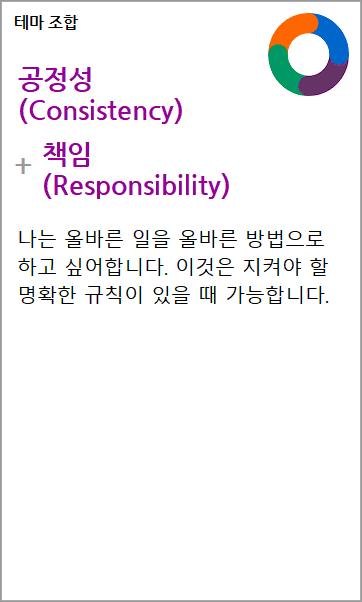 테마 조합
공정성
(Consistency)
+ 책임
(Responsibility)
나는 올바른 일을 올바른 방법으로
하고 싶어합니다. 이것은 지켜야 할
명확한 규칙이 있을 때 가능합니다.